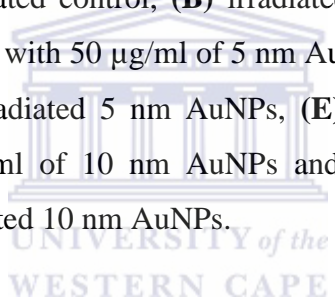 ated control, (B) irradiate
with 50 µg/ml of 5 nm Au
adiated 5 nm AuNPs, (E)
ml of 10 nm AuNPs and
ted 10 nm AuNPs.
UNIVERSITY of the
WESTERN CAPE